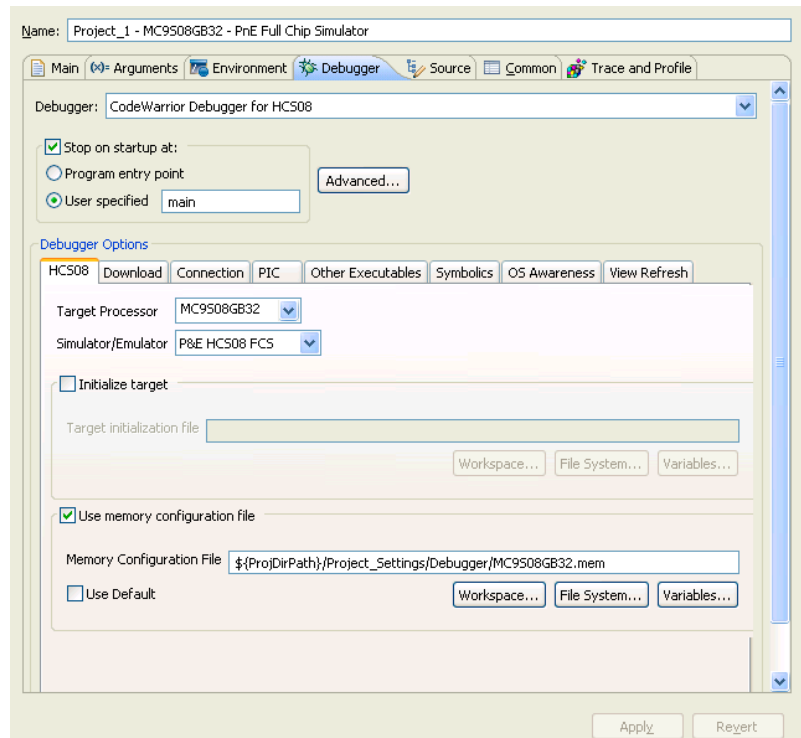 Name: Project_1 - MC9S08GB32 - PnE Full Chip Simulator
Main (x)= Arguments Environment Debugger Source Common Trace and Profile
Debugger: CodeWarrior Debugger for HCS08
Stop on startup at:
Program entry point
Advanced...
User specified main
Debugger Options
HCS08 Download Connection PIC Other Executables Symbolics OS Awareness View Refresh
Target Processor MC9S08GB32
Simulator/Emulator P&E HCS08 FCS
Initialize target
Target initialization file
Workspace... File System... Variables...
Use memory configuration file
Memory Configuration File ${ProjDirPath}/Project_Settings/Debugger/MC9S08GB32.mem
Use Default Workspace... File System... Variables...
Apply Revert